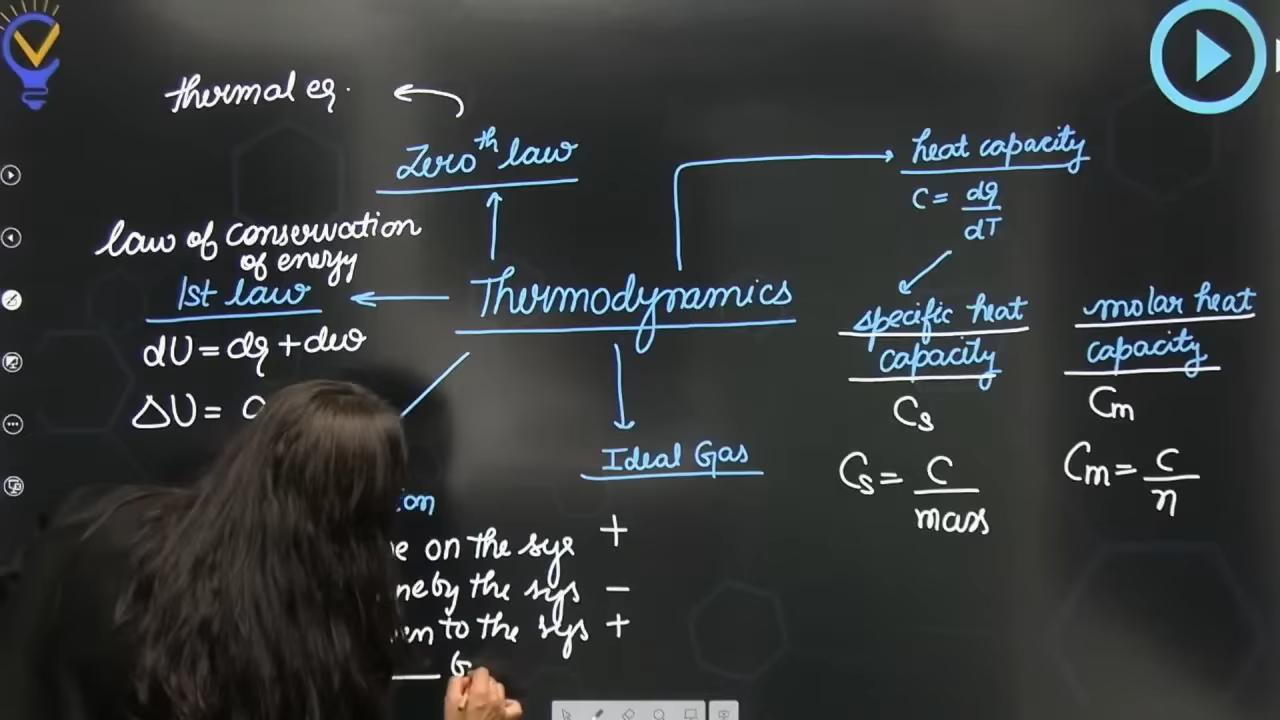 thermal eq.
Zeroth law
heat capacity
C = dq/dT
law of conservation
of energy
1st law
Thermodynamics
dU = dq + dw
ΔU =
specific heat
capacity
Cs
Cs = C/mass
molar heat
capacity
Cm
Cm = C/n
Ideal Gas
on the sys +
by the sys −
to the sys +